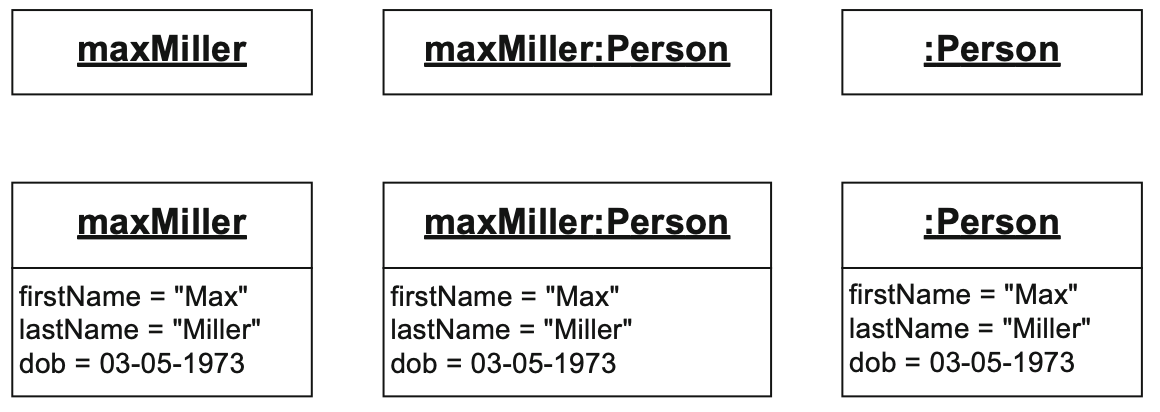 maxMiller
maxMiller:Person
:Person
maxMiller
firstName = "Max"
lastName = "Miller"
dob = 03-05-1973
maxMiller:Person
firstName = "Max"
lastName = "Miller"
dob = 03-05-1973
:Person
firstName = "Max"
lastName = "Miller"
dob = 03-05-1973